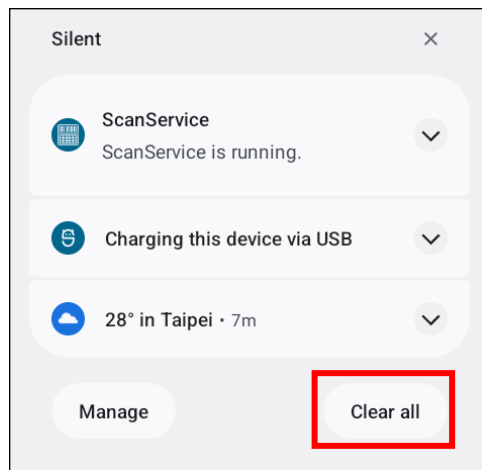 Silent
ScanService
ScanService is running.
Charging this device via USB
28° in Taipei • 7m
Manage
Clear all